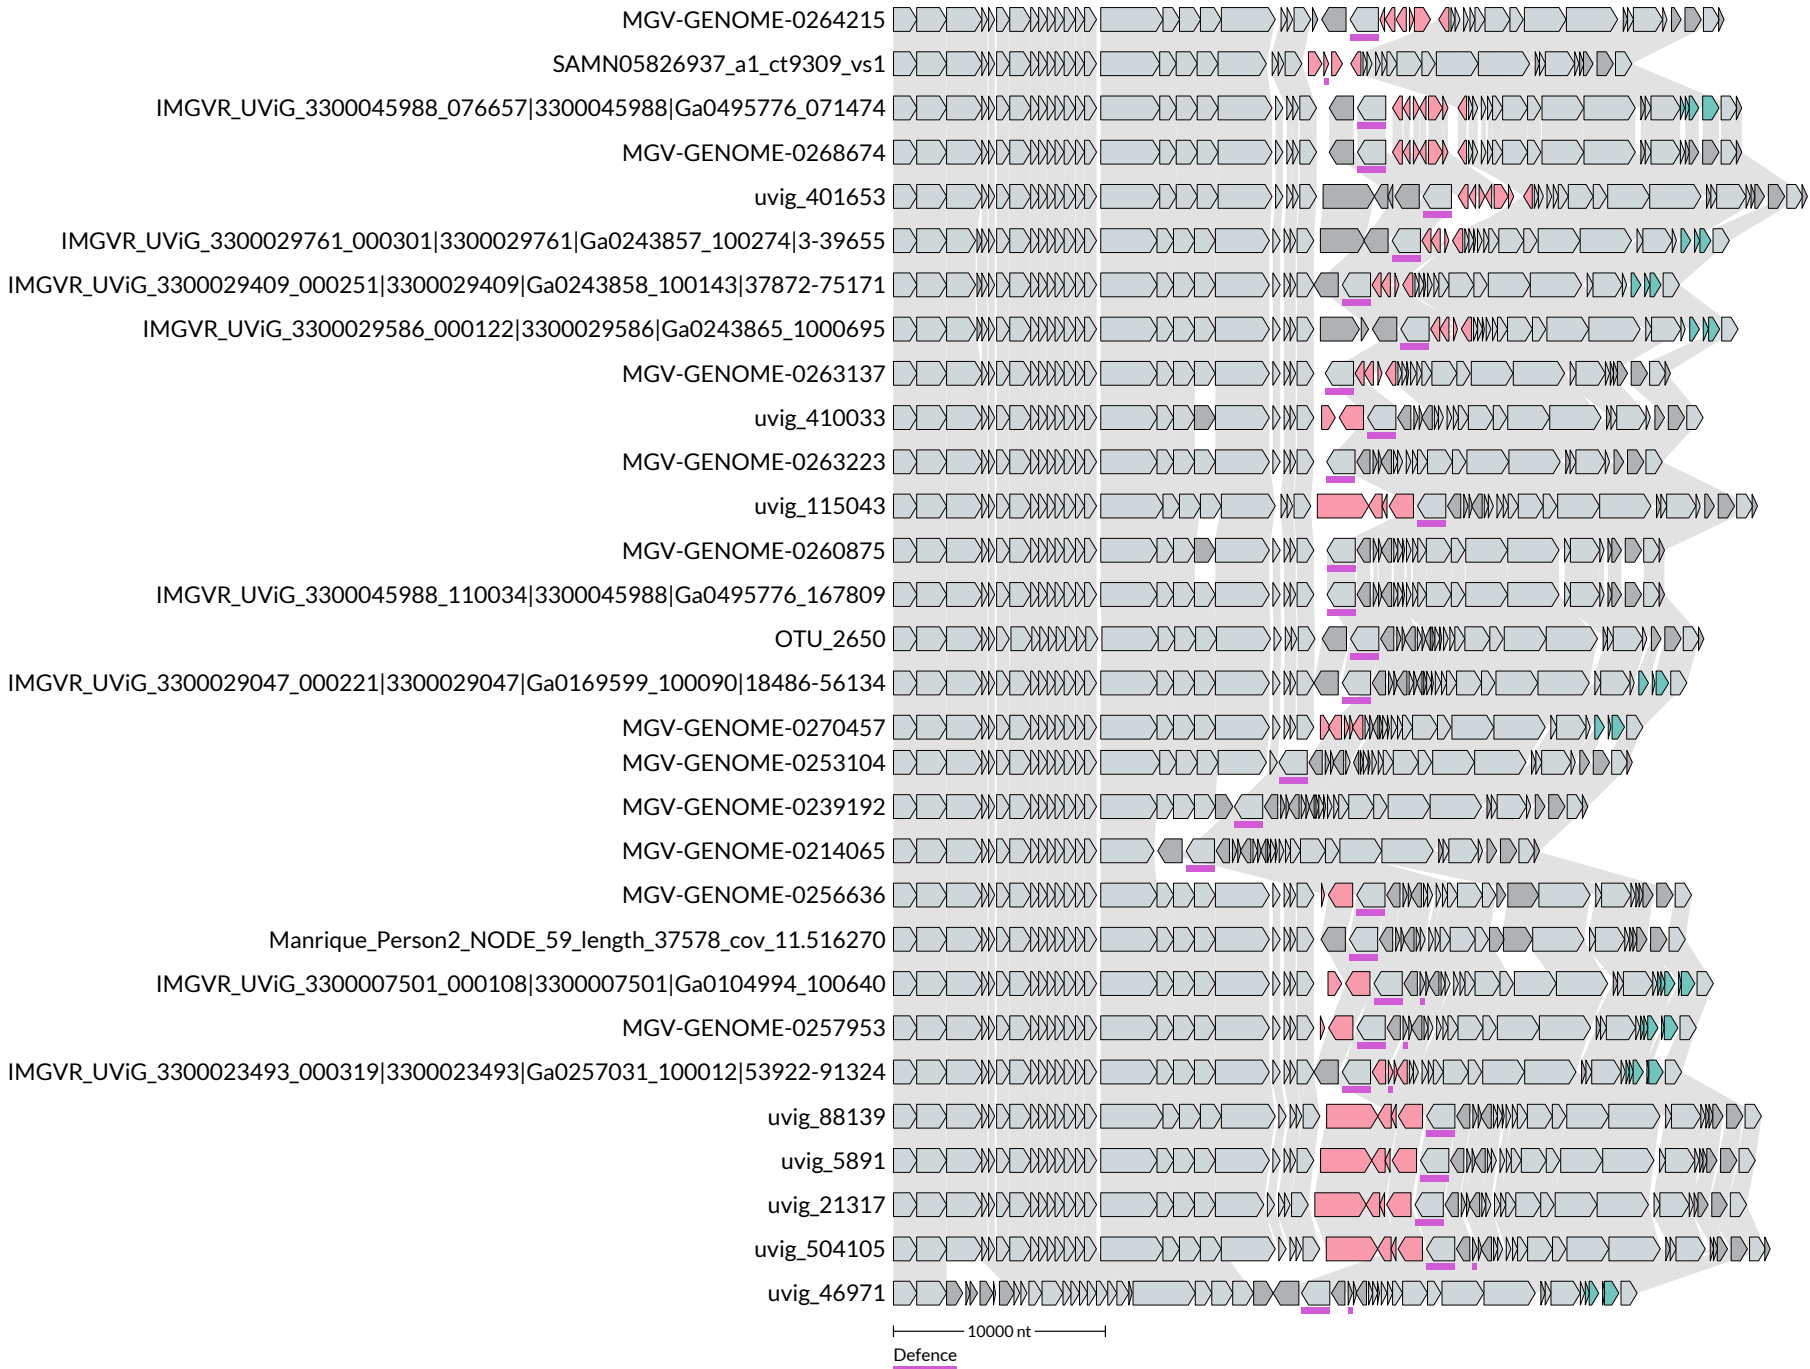 MGV-GENOME-0264215
SAMN05826937_a1_ct9309_vs1
IMGVR_UViG_3300045988_076657|3300045988|Ga0495776_071474
MGV-GENOME-0268674
uvig_401653
IMGVR_UViG_3300029761_000301|3300029761|Ga0243857_100274|3-39655
IMGVR_UViG_3300029409_000251|3300029409|Ga0243858_100143|37872-75171
IMGVR_UViG_3300029586_000122|3300029586|Ga0243865_1000695
MGV-GENOME-0263137
uvig_410033
MGV-GENOME-0263223
uvig_115043
MGV-GENOME-0260875
IMGVR_UViG_3300045988_110034|3300045988|Ga0495776_167809
OTU_2650
IMGVR_UViG_3300029047_000221|3300029047|Ga0169599_100090|18486-56134
MGV-GENOME-0270457
MGV-GENOME-0253104
MGV-GENOME-0239192
MGV-GENOME-0214065
MGV-GENOME-0256636
Manrique_Person2_NODE_59_length_37578_cov_11.516270
IMGVR_UViG_3300007501_000108|3300007501|Ga0104994_100640
MGV-GENOME-0257953
IMGVR_UViG_3300023493_000319|3300023493|Ga0257031_100012|53922-91324
uvig_88139
uvig_5891
uvig_21317
uvig_504105
uvig_46971
10000 nt
Defence